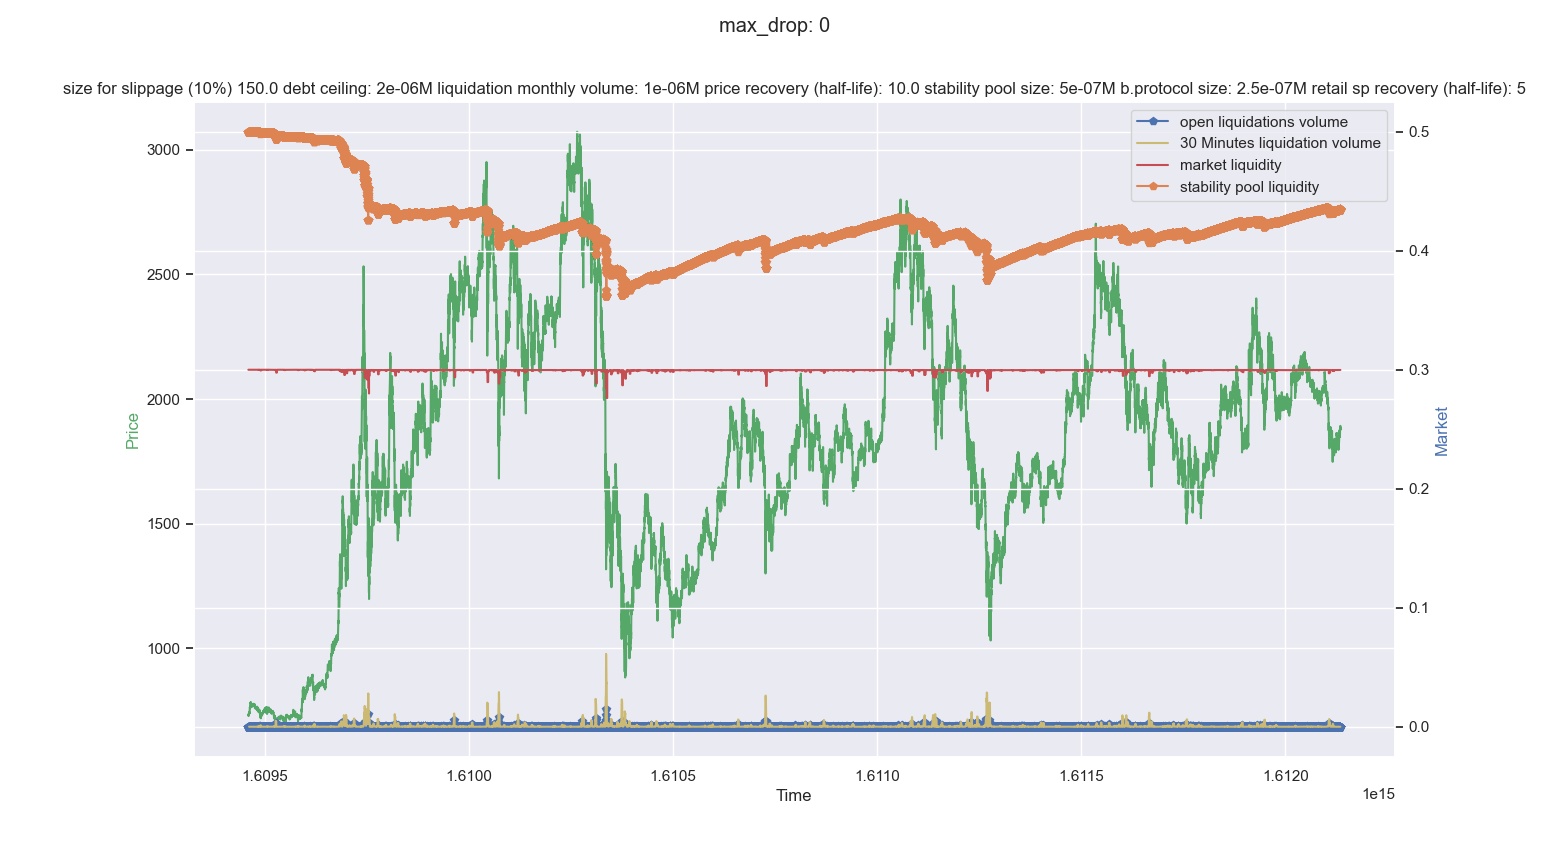 max_drop: 0
size for slippage (10%) 150.0 debt ceiling: 2e-06M liquidation monthly volume: 1e-06M price recovery (half-life): 10.0 stability pool size: 5e-07M b.protocol size: 2.5e-07M retail sp recovery (half-life): 5
open liquidations volume
30 Minutes liquidation volume
market liquidity
stability pool liquidity
3000
2500
2000
1500
1000
Price
0.5
0.4
0.3
0.2
0.1
0.0
Market
1.6095 1.6100 1.6105 1.6110 1.6115 1.6120
1e15
Time